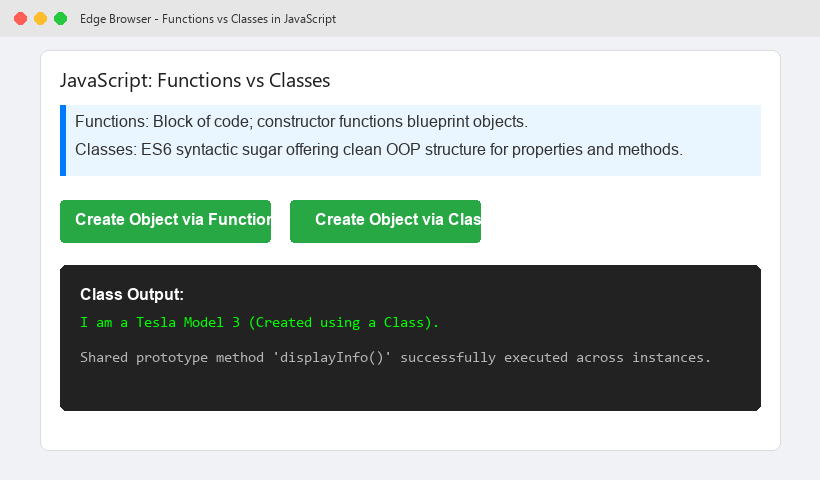 Edge Browser - Functions vs Classes in JavaScript
JavaScript: Functions vs Classes
Functions: Block of code; constructor functions blueprint objects.
Classes: ES6 syntactic sugar offering clean OOP structure for properties and methods.
Create Object via Function
Create Object via Clas
Class Output:
I am a Tesla Model 3 (Created using a Class).
Shared prototype method 'displayInfo()' successfully executed across instances.